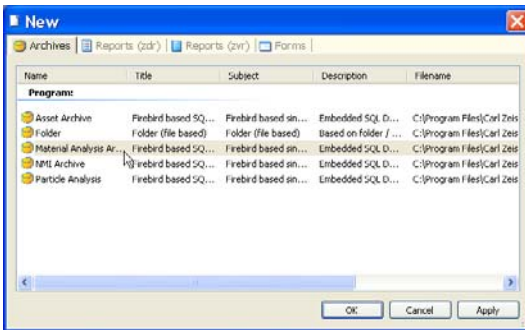 New
Archives Reports (zdr) Reports (zvr) Forms
Name Title Subject Description Filename
Program:
Asset Archive Firebird based SQ... Firebird based sin... Embedded SQL D... C:\Program Files\Carl Zeis
Folder Folder (file based) Folder (file based) Based on folder / ... C:\Program Files\Carl Zeis
Material Analysis Ar... Firebird based SQ... Firebird based sin... Embedded SQL D... C:\Program Files\Carl Zeis
NMI Archive Firebird based SQ... Firebird based sin... Embedded SQL D... C:\Program Files\Carl Zeis
Particle Analysis Firebird based SQ... Firebird based sin... Embedded SQL D... C:\Program Files\Carl Zeis
OK Cancel Apply